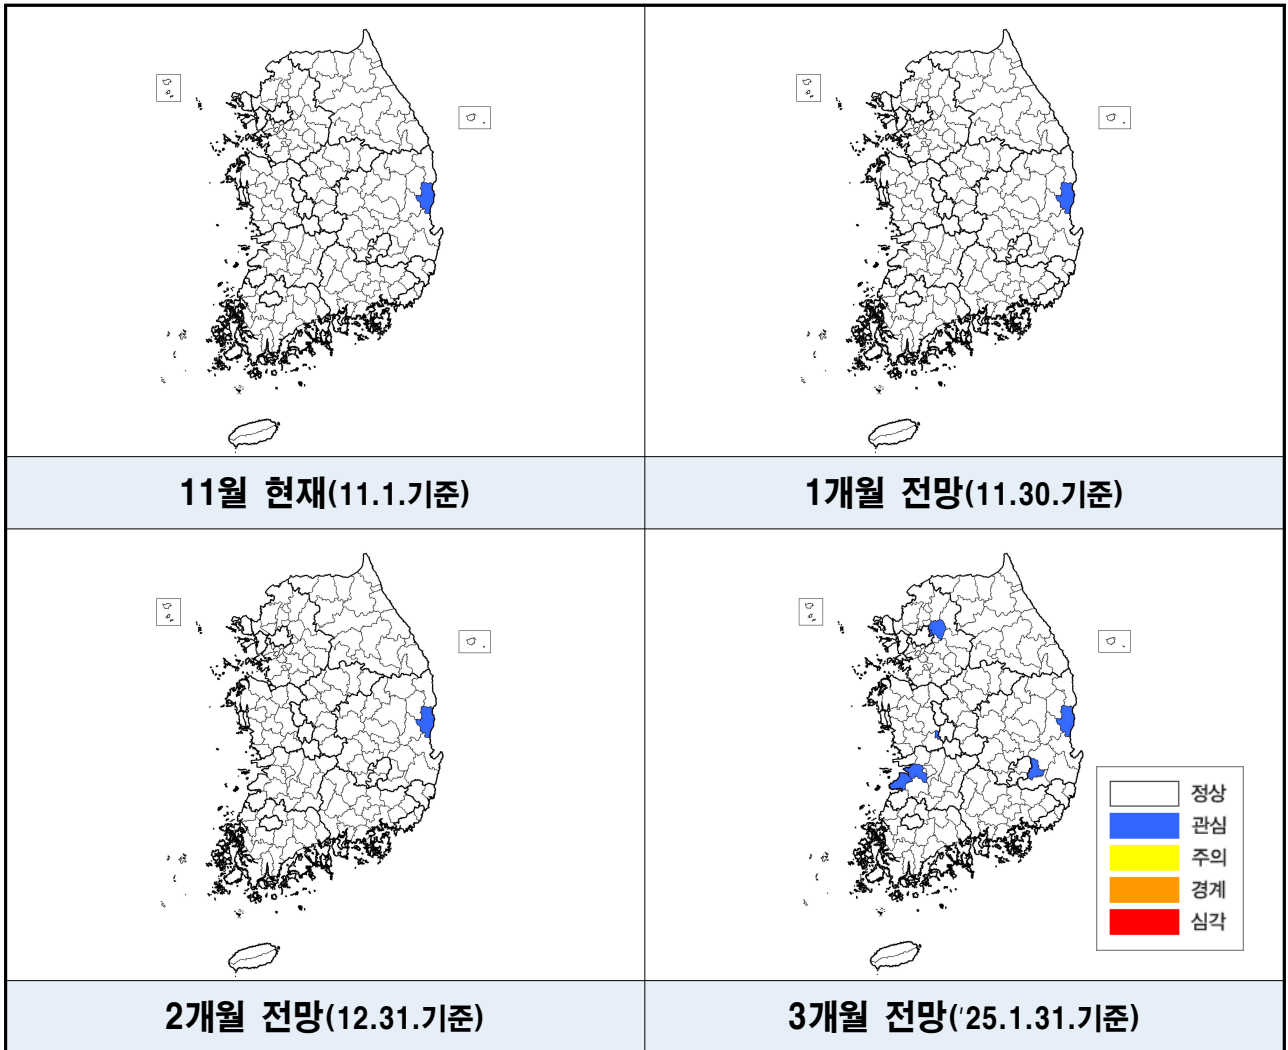 11월 현재(11.1.기준)
1개월 전망(11.30.기준)
정상
관심
주의
경계
심각
2개월 전망(12.31.기준)
3개월 전망('25.1.31.기준)